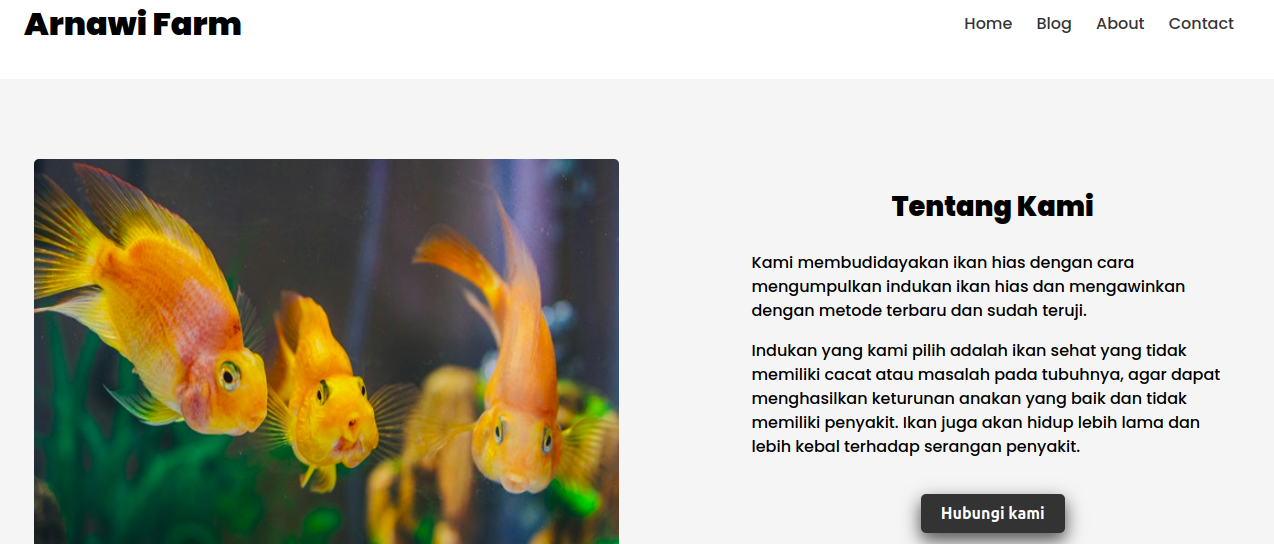 Arnawi Farm
Home Blog About Contact
Tentang Kami
Kami membudidayakan ikan hias dengan cara
mengumpulkan indukan ikan hias dan mengawinkan
dengan metode terbaru dan sudah teruji.
Indukan yang kami pilih adalah ikan sehat yang tidak
memiliki cacat atau masalah pada tubuhnya, agar dapat
menghasilkan keturunan anakan yang baik dan tidak
memiliki penyakit. Ikan juga akan hidup lebih lama dan
lebih kebal terhadap serangan penyakit.
Hubungi kami